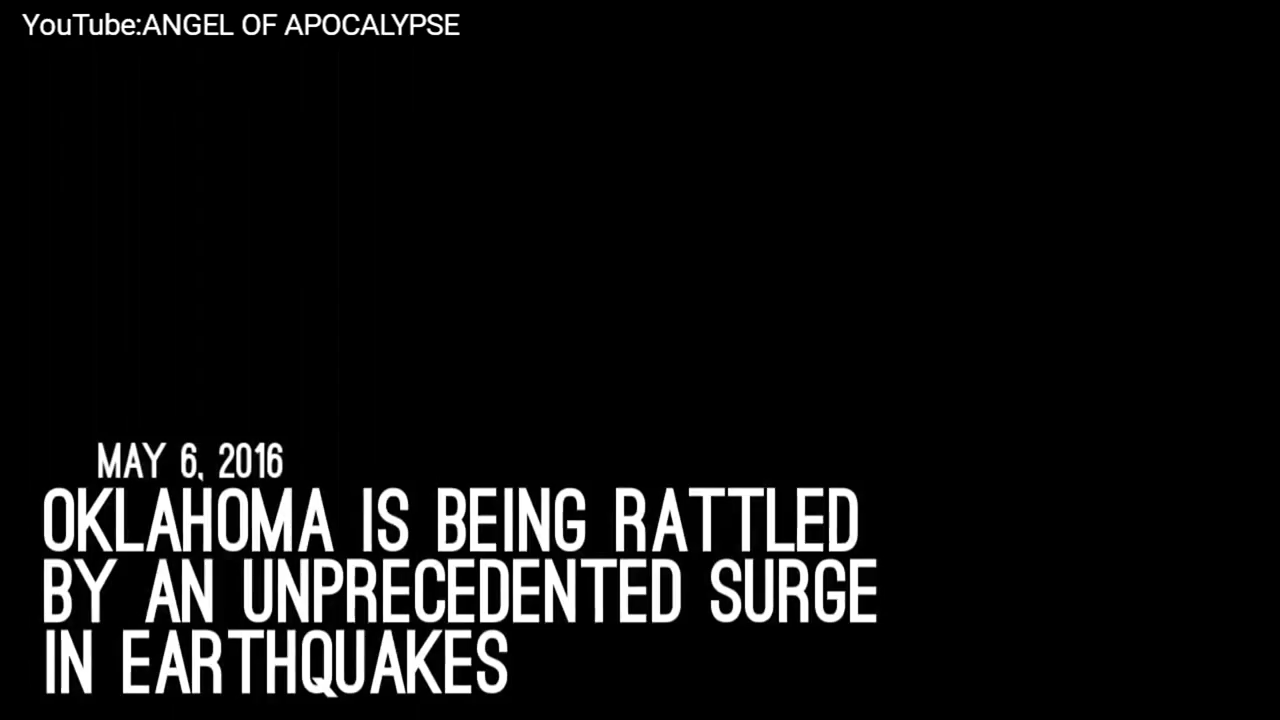 YouTube:ANGEL OF APOCALYPSE
MAY 6, 2016
OKLAHOMA IS BEING RATTLED
BY AN UNPRECEDENTED SURGE
IN EARTHQUAKES